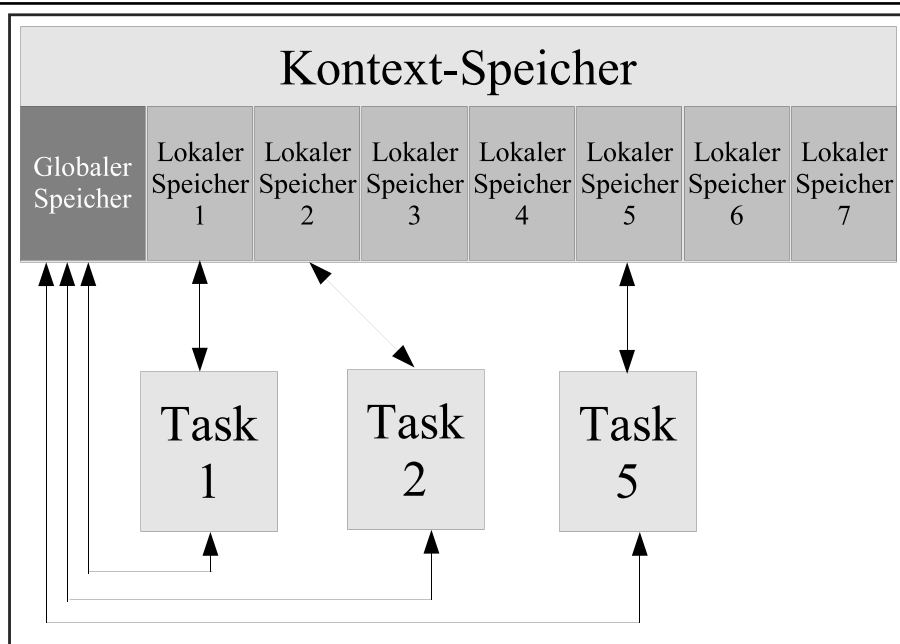 Kontext-Speicher
Globaler
Speicher
Lokaler
Speicher
1
Lokaler
Speicher
2
Lokaler
Speicher
3
Lokaler
Speicher
4
Lokaler
Speicher
5
Lokaler
Speicher
6
Lokaler
Speicher
7
Task
1
Task
2
Task
5